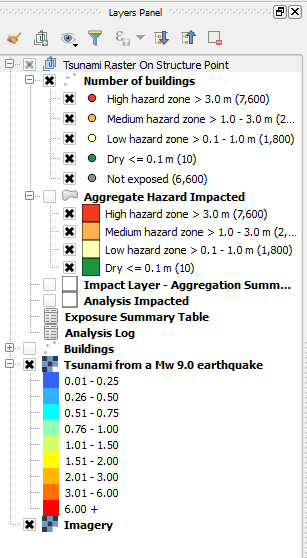 Layers Panel
Tsunami Raster On Structure Point
Number of buildings
High hazard zone > 3.0 m (7,600)
Medium hazard zone > 1.0 - 3.0 m (2...
Low hazard zone > 0.1 - 1.0 m (1,800)
Dry <= 0.1 m (10)
Not exposed (6,600)
Aggregate Hazard Impacted
High hazard zone > 3.0 m (7,600)
Medium hazard zone > 1.0 - 3.0 m (2,...
Low hazard zone > 0.1 - 1.0 m (1,800)
Dry <= 0.1 m (10)
Impact Layer - Aggregation Summ...
Analysis Impacted
Exposure Summary Table
Analysis Log
Buildings
Tsunami from a Mw 9.0 earthquake
0.01 - 0.25
0.26 - 0.50
0.51 - 0.75
0.76 - 1.00
1.01 - 1.50
1.51 - 2.00
2.01 - 3.00
3.01 - 6.00
6.00 +
Imagery